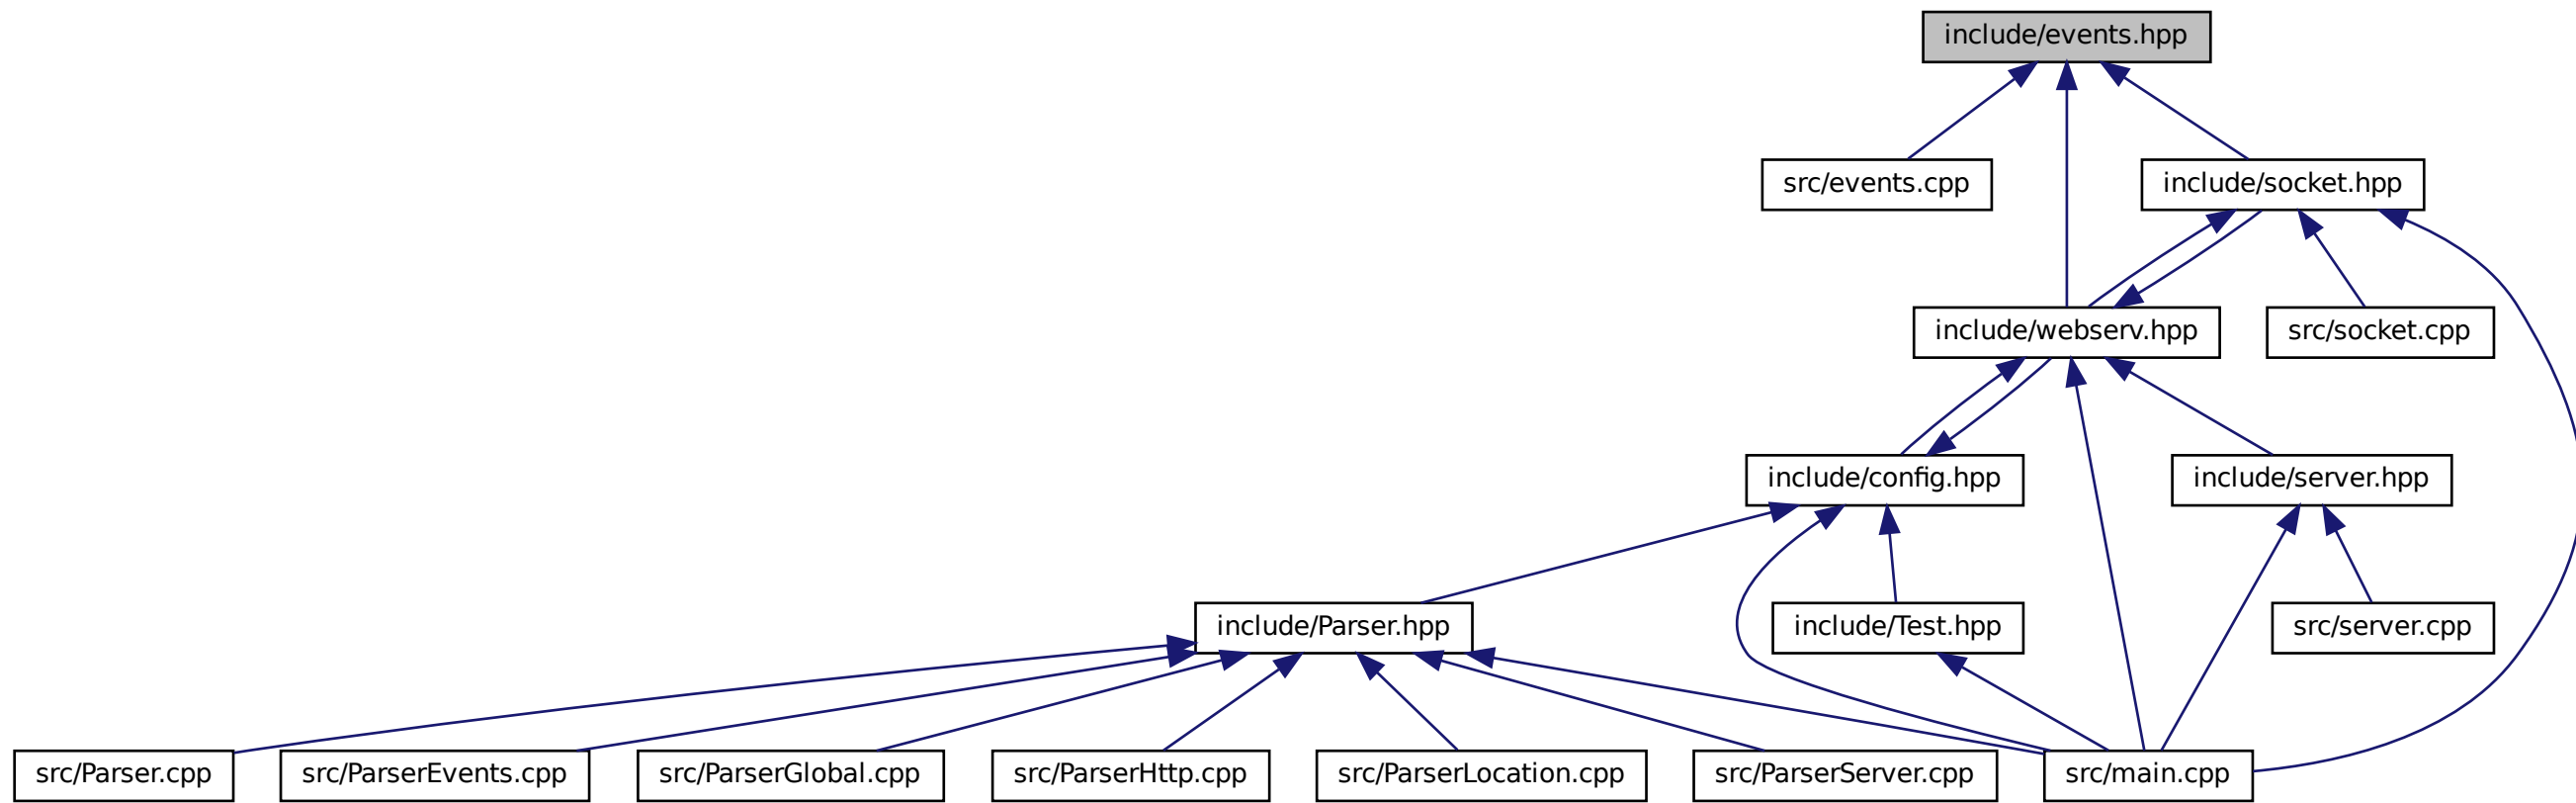 include/events.hpp
src/events.cpp
include/socket.hpp
include/webserv.hpp
src/socket.cpp
include/config.hpp
include/server.hpp
include/Parser.hpp
include/Test.hpp
src/server.cpp
src/Parser.cpp
src/ParserEvents.cpp
src/ParserGlobal.cpp
src/ParserHttp.cpp
src/ParserLocation.cpp
src/ParserServer.cpp
src/main.cpp